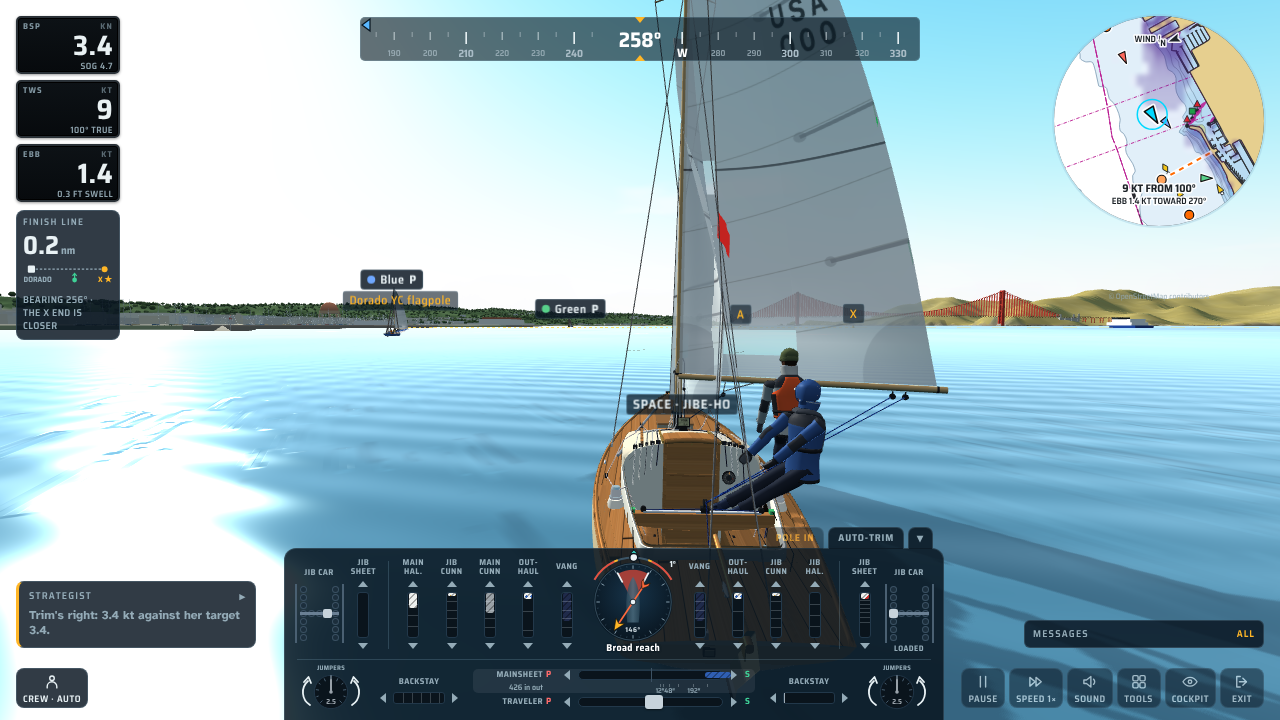 BSP KN
3.4
SOG 4.7
TWS KT
9
100° TRUE
EBB KT
1.4
0.3 FT SWELL
FINISH LINE
0.2 nm
DORADO X ★
BEARING 256° ·
THE X END IS
CLOSER
190 200 210 220 230 240 258° W 280 290 300 310 330
USA
100
WIND N
9 KT FROM 100°
EBB 1.4 KT TOWARD 270°
Blue P
Dorado YC flagpole
Green P
A
X
© OpenStreetMap contributors
SPACE · JIBE-HO
POLE IN
AUTO-TRIM ▼
JIB CAR
JIB SHEET
MAIN HAL.
JIB CUNN
MAIN CUNN
OUT-HAUL
VANG
1°
146°
Broad reach
VANG
OUT-HAUL
JIB CUNN
JIB HAL.
JIB SHEET
JIB CAR
LOADED
JUMPERS
2.5
BACKSTAY
MAINSHEET P S
426 in out
12°48° 192°
TRAVELER P S
BACKSTAY
JUMPERS
2.5
STRATEGIST ▶
Trim's right: 3.4 kt against her target
3.4.
CREW · AUTO
MESSAGES ALL
PAUSE
SPEED 1×
SOUND
TOOLS
COCKPIT
EXIT